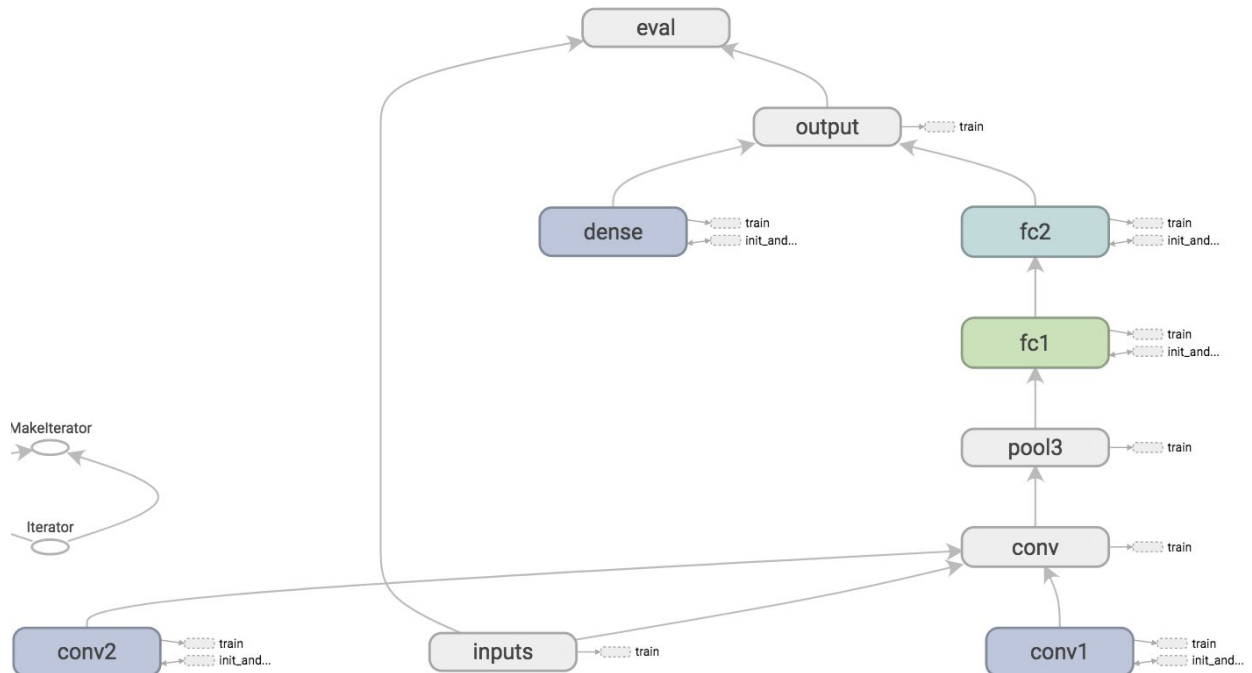 eval
output
train
dense
train
init_and...
fc2
train
init_and...
fc1
train
init_and...
MakeIterator
pool3
train
Iterator
conv
train
conv2
train
init_and...
inputs
train
conv1
train
init_and...